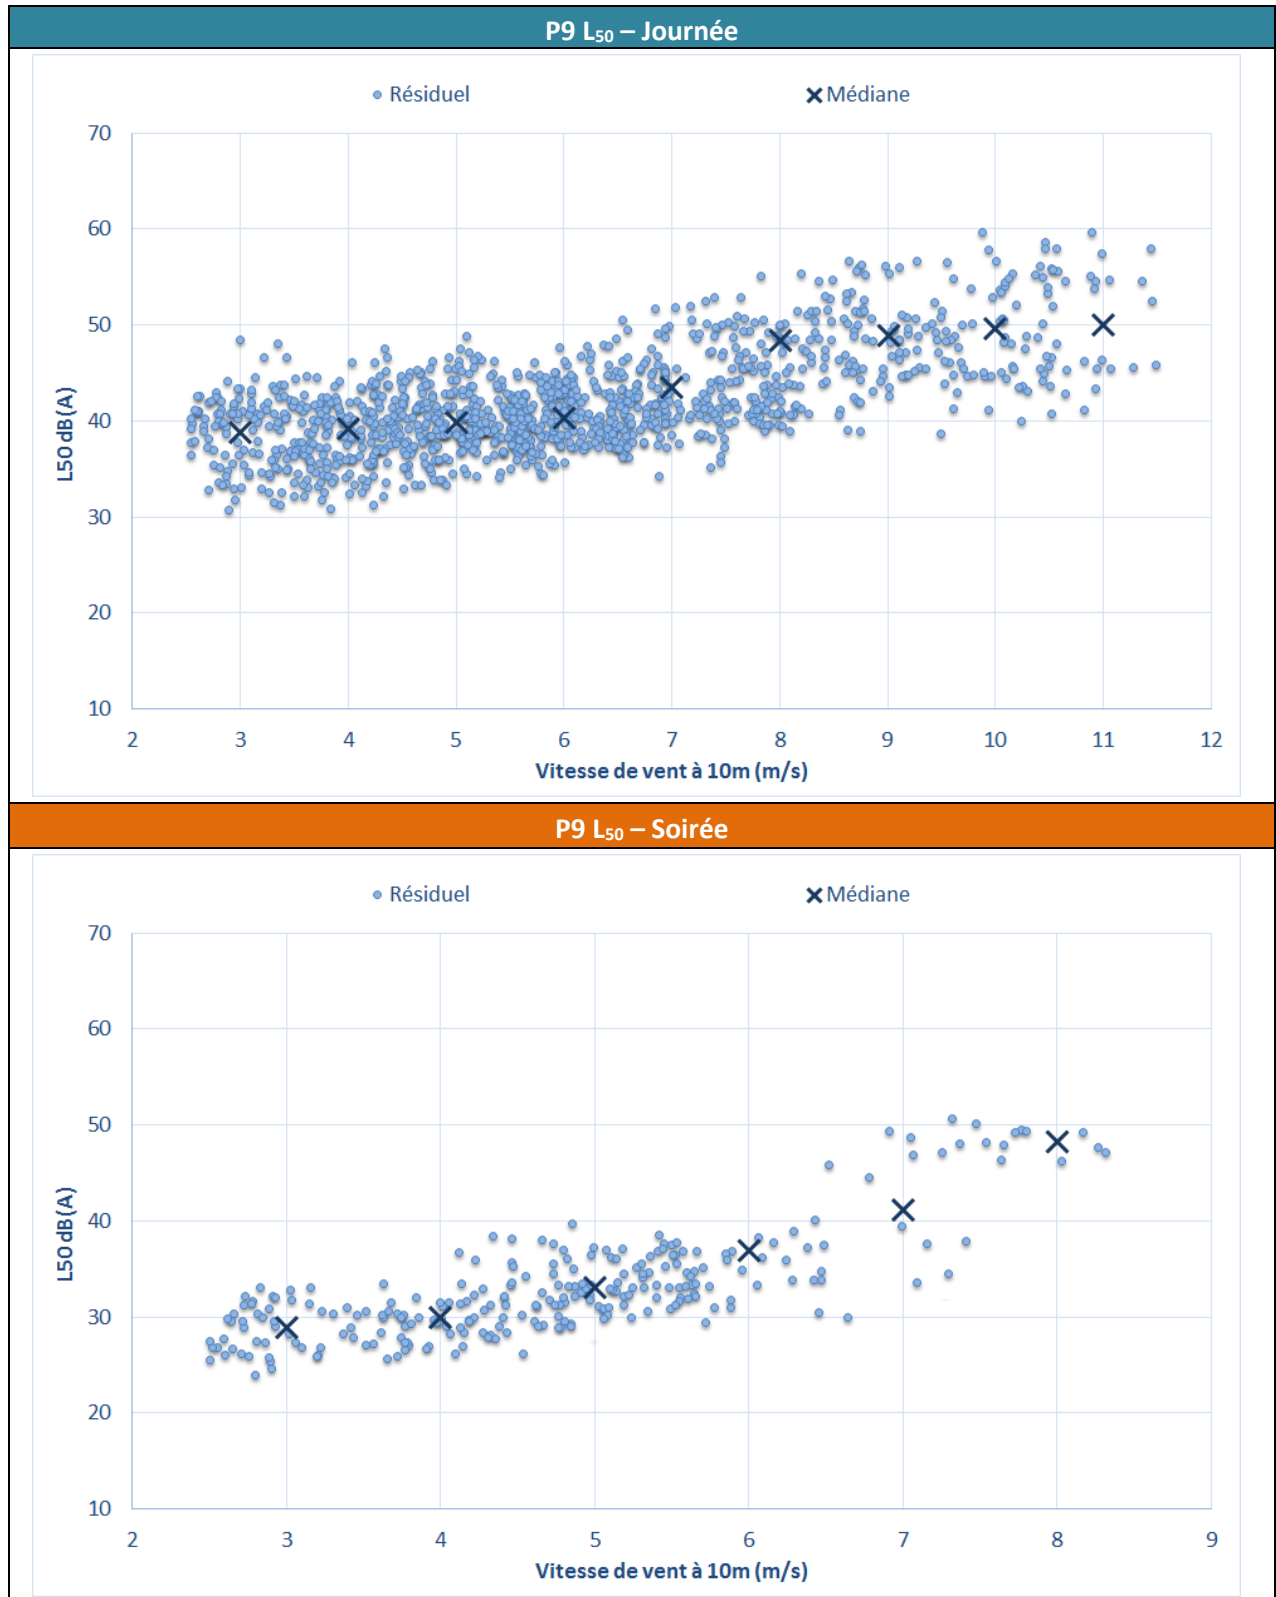 P9 L50 – Journée
Résiduel
Médiane
70
60
50
40
30
20
10
L50 dB(A)
2 3 4 5 6 7 8 9 10 11 12
Vitesse de vent à 10m (m/s)
P9 L50 – Soirée
Résiduel
Médiane
70
60
50
40
30
20
10
L50 dB(A)
2 3 4 5 6 7 8 9
Vitesse de vent à 10m (m/s)